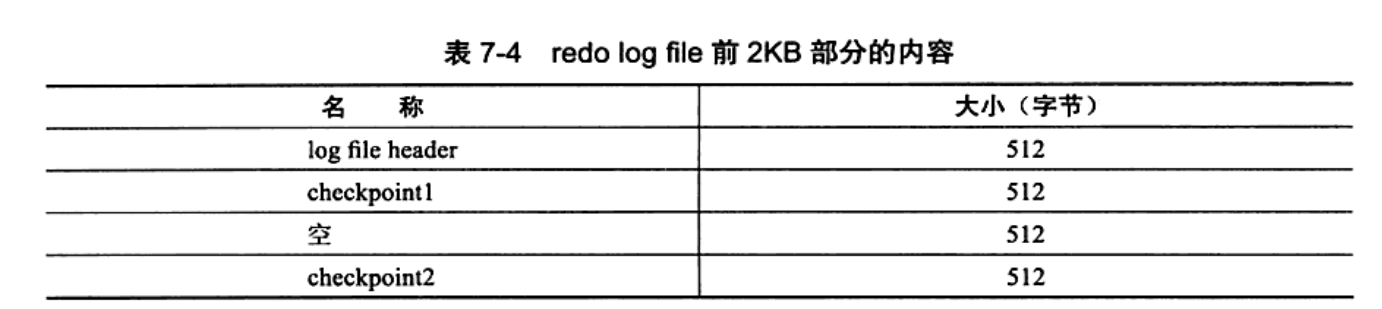 表 7-4 redo log file 前 2KB 部分的内容
名 称 大小（字节）
log file header 512
checkpoint1 512
空 512
checkpoint2 512